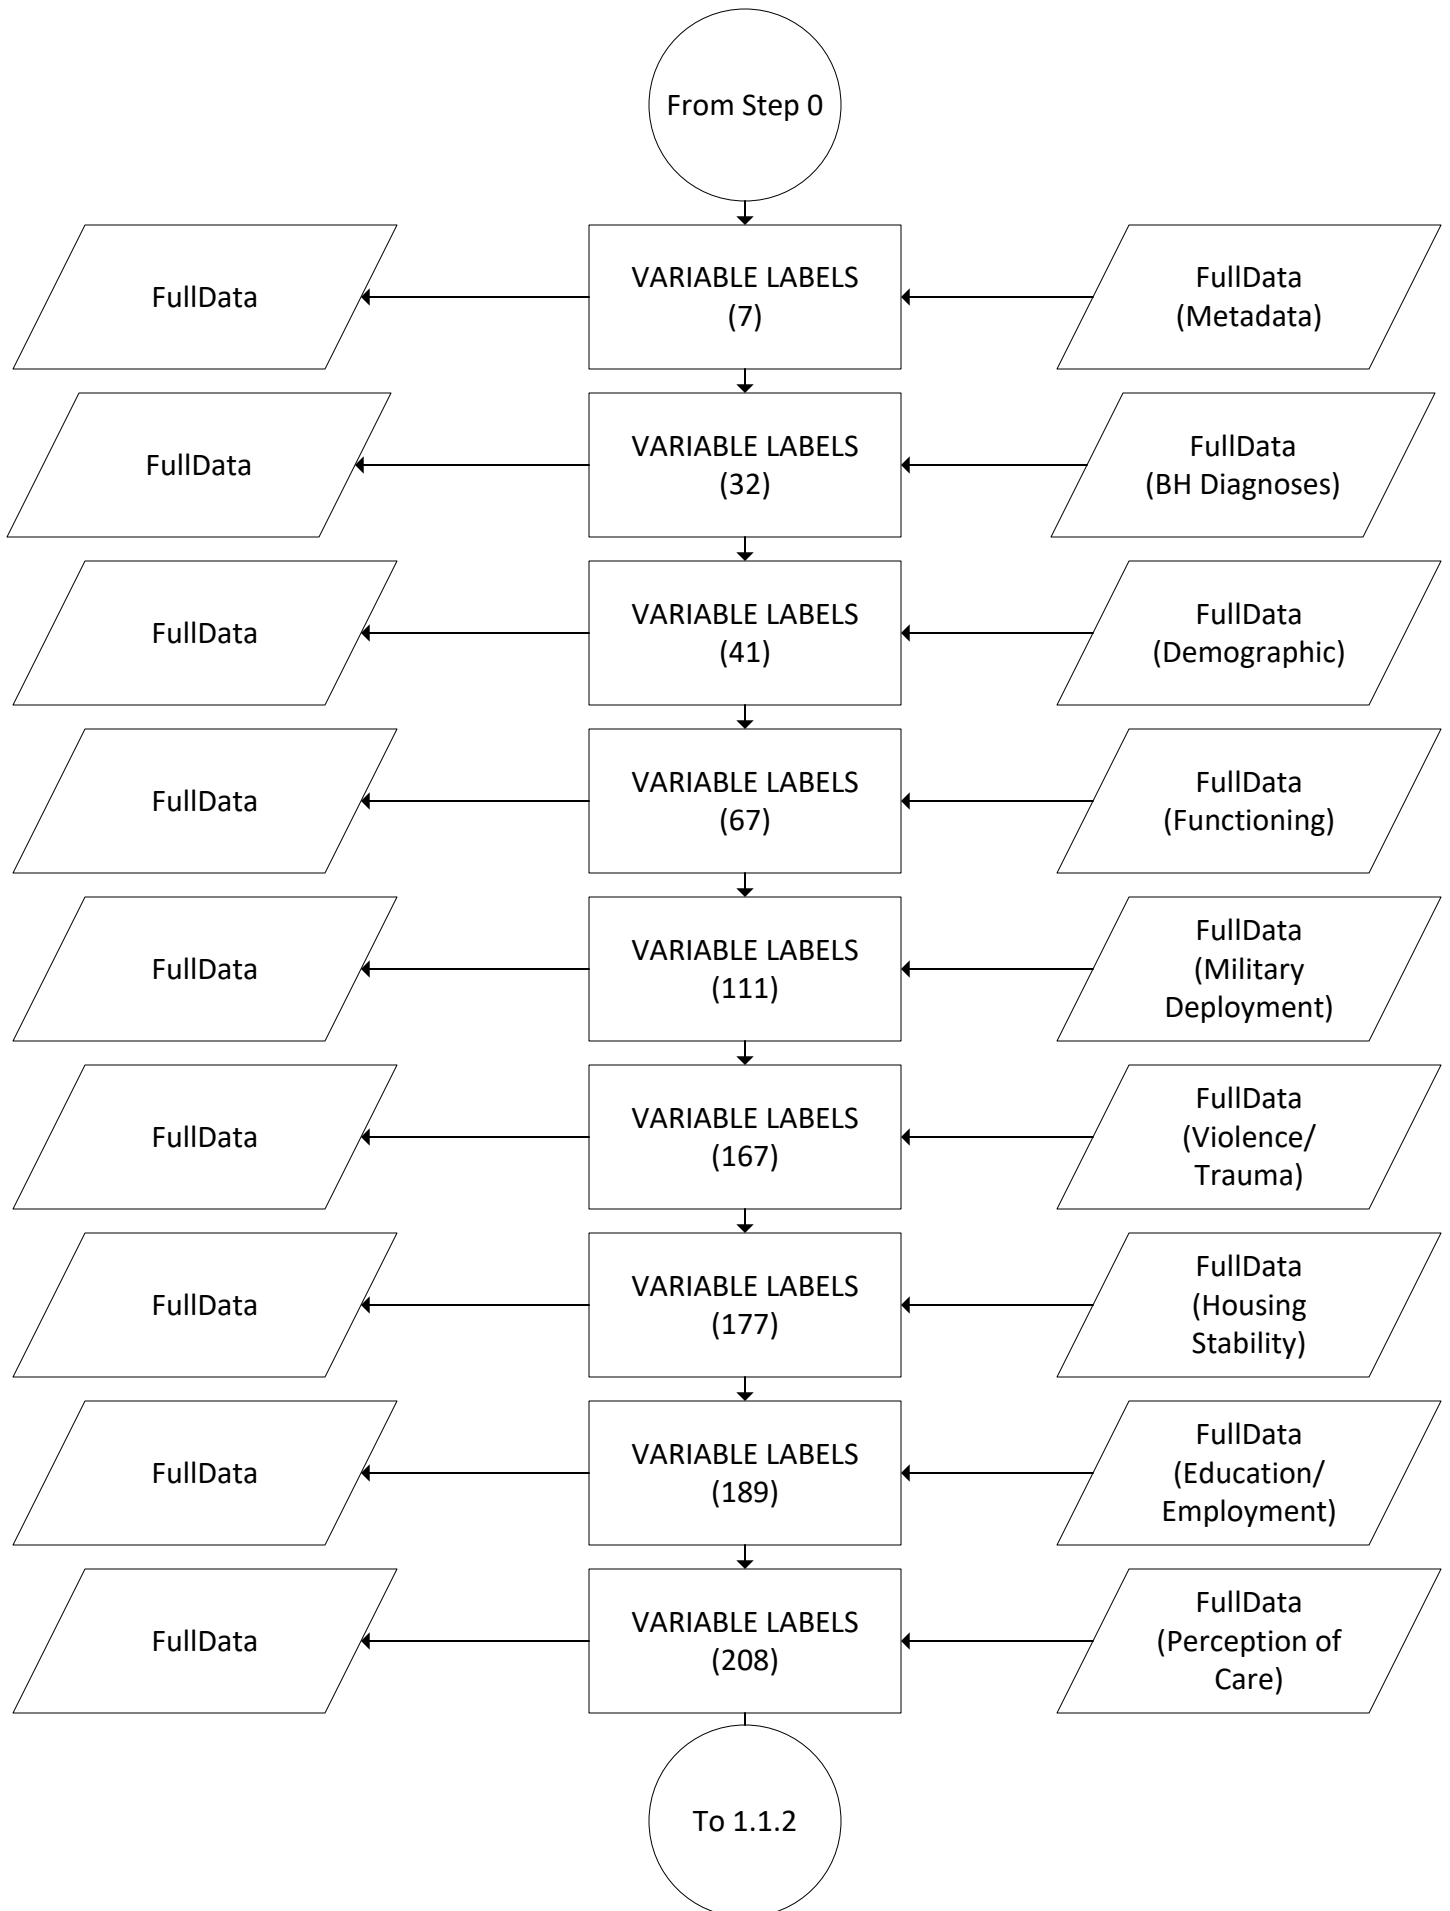 From Step 0
FullData
VARIABLE LABELS
(7)
FullData
(Metadata)
FullData
VARIABLE LABELS
(32)
FullData
(BH Diagnoses)
FullData
VARIABLE LABELS
(41)
FullData
(Demographic)
FullData
VARIABLE LABELS
(67)
FullData
(Functioning)
FullData
VARIABLE LABELS
(111)
FullData
(Military
Deployment)
FullData
VARIABLE LABELS
(167)
FullData
(Violence/
Trauma)
FullData
VARIABLE LABELS
(177)
FullData
(Housing
Stability)
FullData
VARIABLE LABELS
(189)
FullData
(Education/
Employment)
FullData
VARIABLE LABELS
(208)
FullData
(Perception of
Care)
To 1.1.2